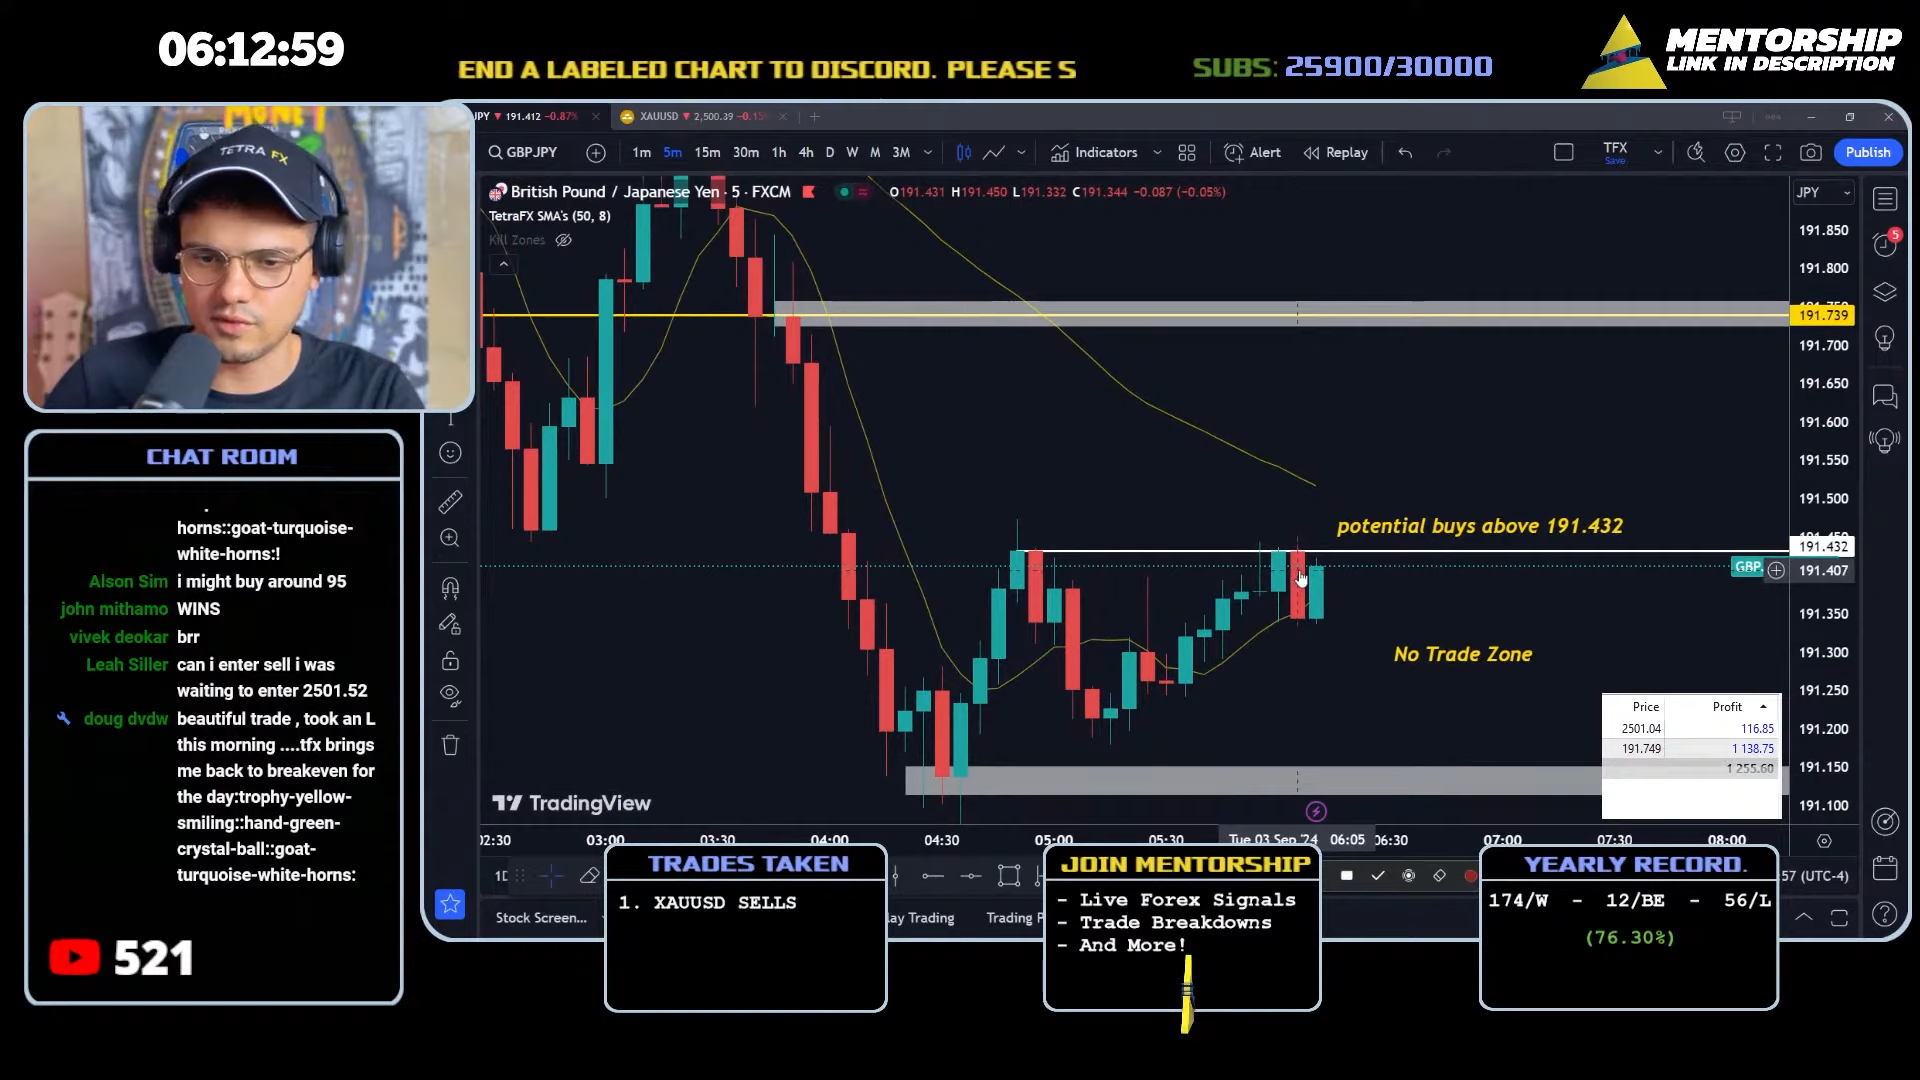 06:12:59
END A LABELED CHART TO DISCORD. PLEASE S
SUBS: 25900/30000
MENTORSHIP
LINK IN DESCRIPTION
TETRA FX
JPY 191.412 -0.87%
XAUUSD 2,500.39 -0.15%
GBPJPY
1m 5m 15m 30m 1h 4h D W M 3M
Indicators
Alert
Replay
TFX
Save
Publish
British Pound / Japanese Yen · 5 · FXCM
O191.431 H191.450 L191.332 C191.344 -0.087 (-0.05%)
JPY
TetraFX SMA's (50, 8)
Kill Zones
191.850
191.800
191.739
191.700
191.650
191.600
191.550
191.500
191.432
191.407
191.350
191.300
191.250
191.200
191.150
191.100
5
potential buys above 191.432
GBP
No Trade Zone
Price Profit
2501.04 116.85
191.749 1 138.75
1 255.60
TradingView
02:30 03:00 03:30 04:00 04:30 05:00 05:30 Tue 03 Sep '24 06:05 06:30 07:00 07:30 08:00
1D
57 (UTC-4)
Stock Screen...
lay Trading
Trading P
CHAT ROOM
horns::goat-turquoise-
white-horns:!
Alson Sim i might buy around 95
john mithamo WINS
vivek deokar brr
Leah Siller can i enter sell i was
waiting to enter 2501.52
doug dvdw beautiful trade , took an L
this morning ....tfx brings
me back to breakeven for
the day:trophy-yellow-
smiling::hand-green-
crystal-ball::goat-
turquoise-white-horns:
521
TRADES TAKEN
1. XAUUSD SELLS
JOIN MENTORSHIP
- Live Forex Signals
- Trade Breakdowns
- And More!
YEARLY RECORD.
174/W - 12/BE - 56/L
(76.30%)